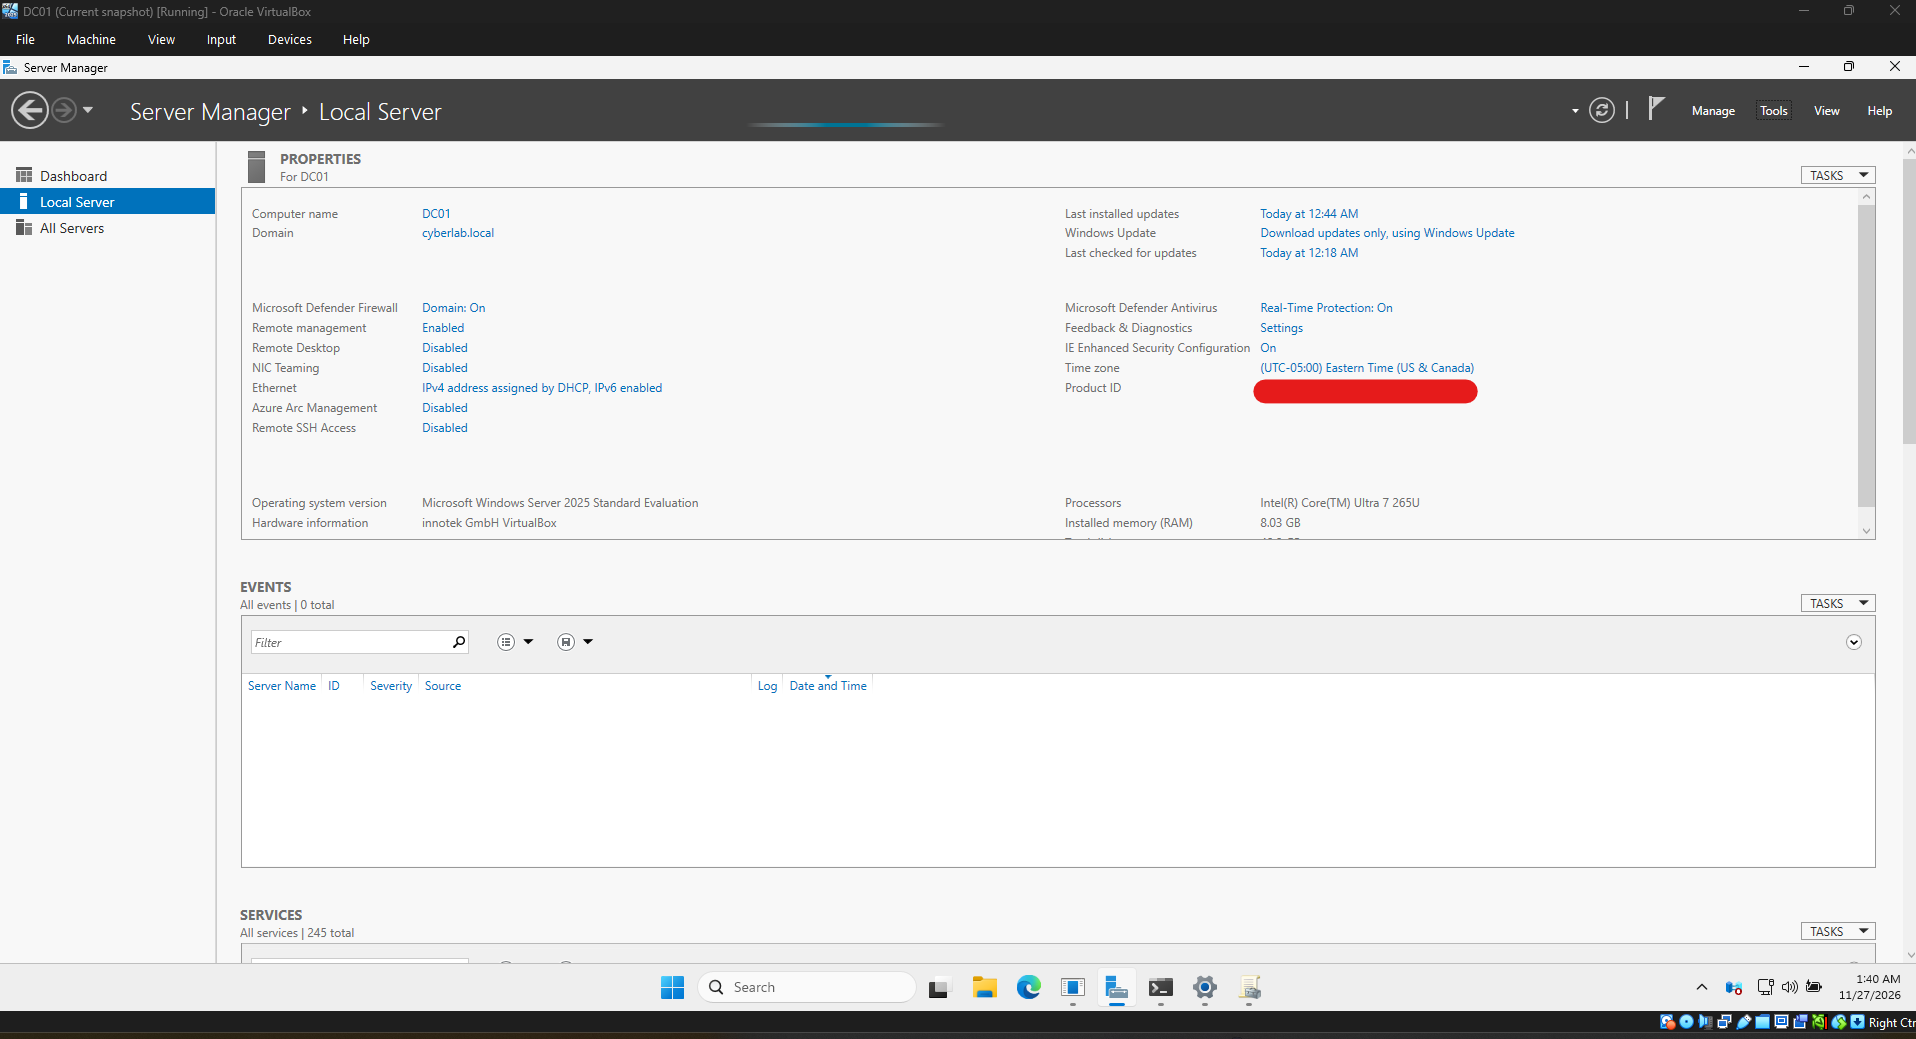 DC01 (Current snapshot) [Running] - Oracle VirtualBox
File Machine View Input Devices Help
Server Manager
Server Manager Local Server
Manage Tools View Help
Dashboard
Local Server
All Servers
PROPERTIES
For DC01
TASKS
Computer name DC01
Domain cyberlab.local
Last installed updates Today at 12:44 AM
Windows Update Download updates only, using Windows Update
Last checked for updates Today at 12:18 AM
Microsoft Defender Firewall Domain: On
Remote management Enabled
Remote Desktop Disabled
NIC Teaming Disabled
Ethernet IPv4 address assigned by DHCP, IPv6 enabled
Azure Arc Management Disabled
Remote SSH Access Disabled
Microsoft Defender Antivirus Real-Time Protection: On
Feedback & Diagnostics Settings
IE Enhanced Security Configuration On
Time zone (UTC-05:00) Eastern Time (US & Canada)
Product ID
Operating system version Microsoft Windows Server 2025 Standard Evaluation
Hardware information innotek GmbH VirtualBox
Processors Intel(R) Core(TM) Ultra 7 265U
Installed memory (RAM) 8.03 GB
EVENTS
All events | 0 total
TASKS
Filter
Server Name ID Severity Source Log Date and Time
SERVICES
All services | 245 total
TASKS
Search
1:40 AM
11/27/2026
Right Ctr